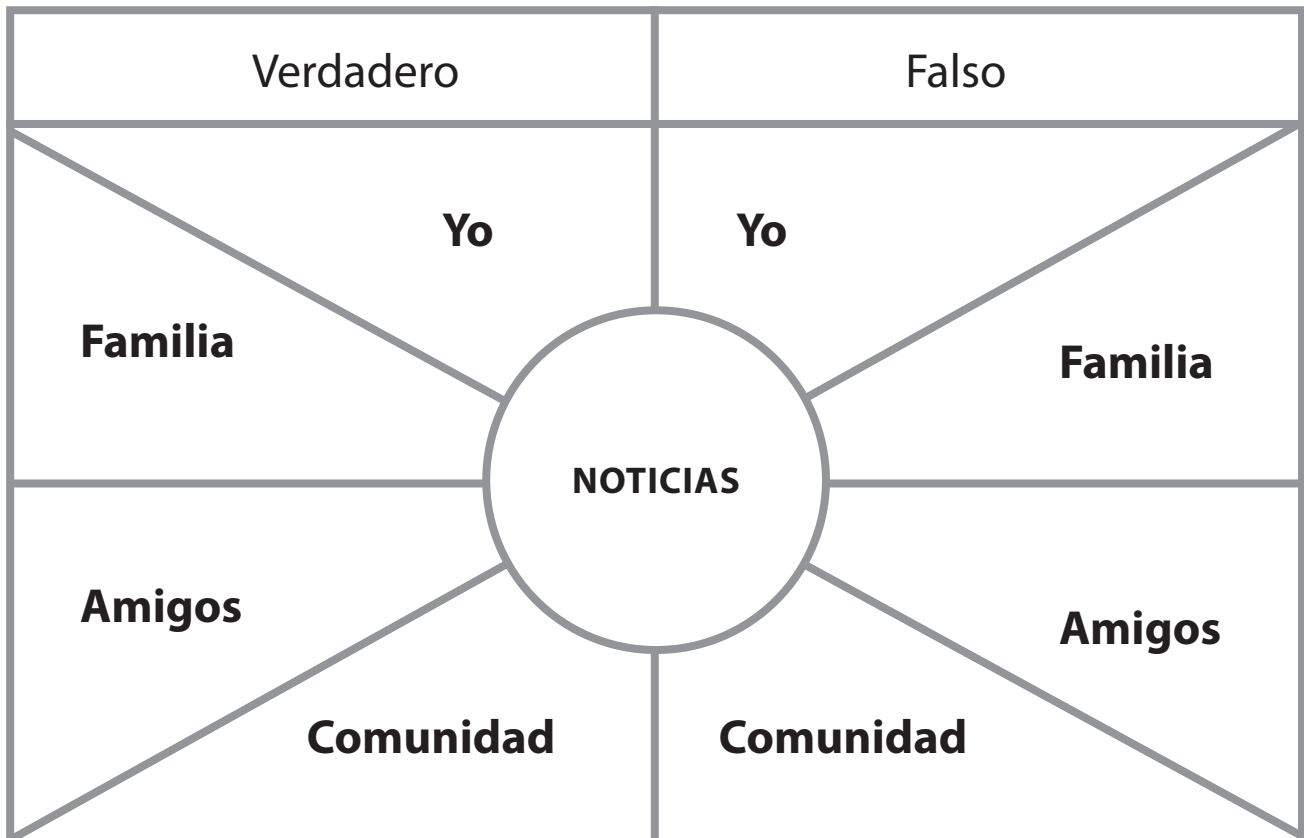 Verdadero
Falso
Yo
Yo
Familia
Familia
NOTICIAS
Amigos
Amigos
Comunidad
Comunidad